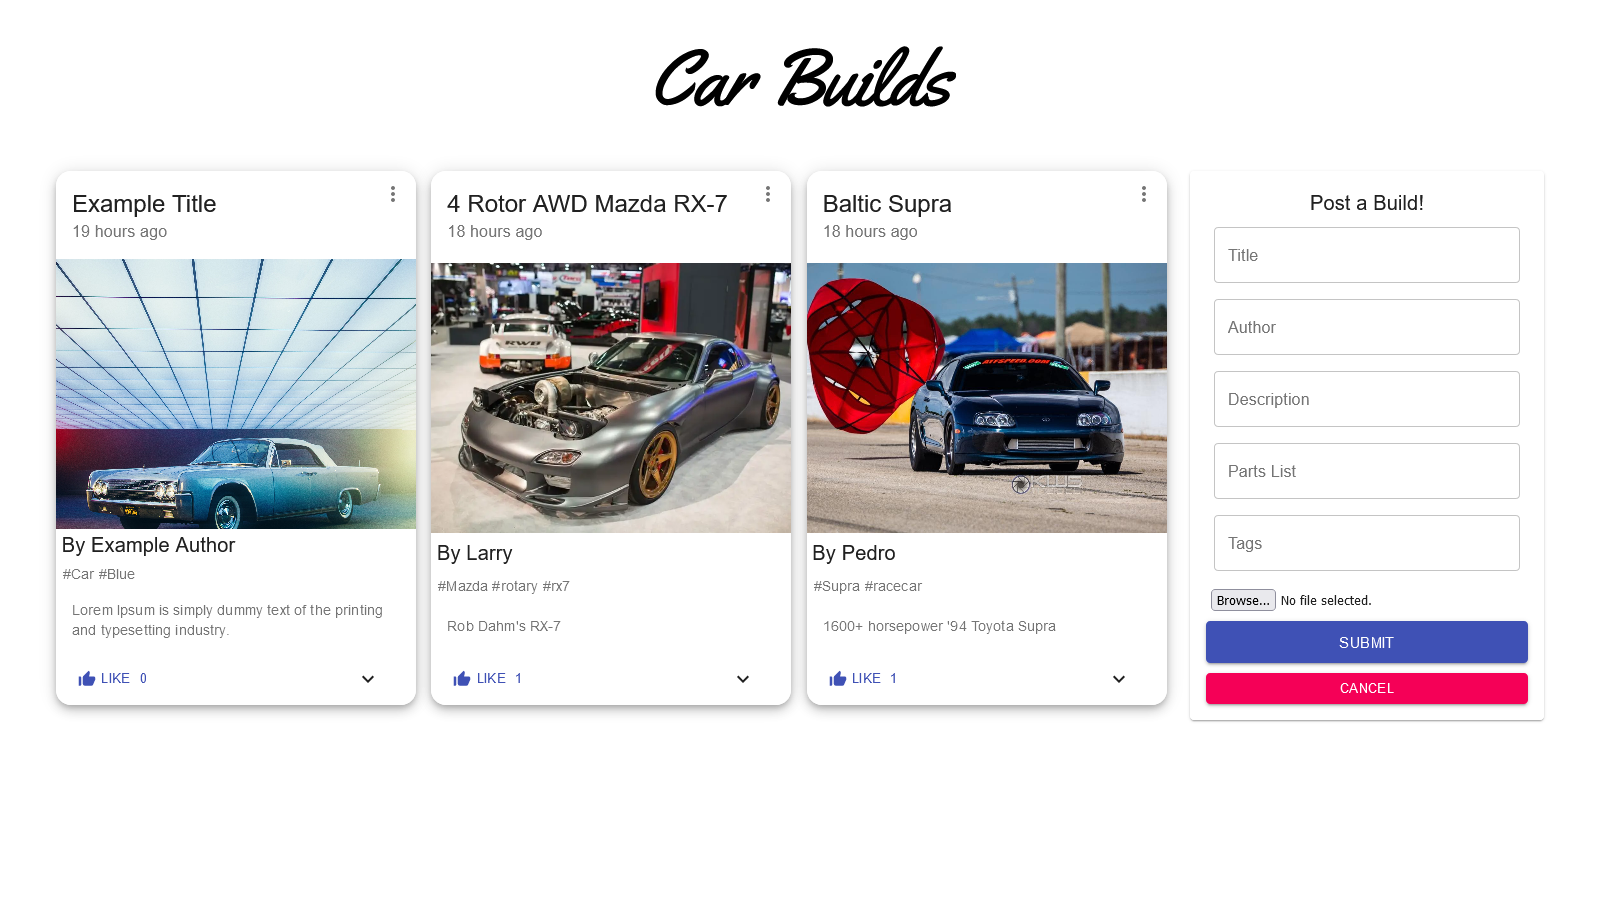 Car Builds
Example Title
19 hours ago
By Example Author
#Car #Blue
Lorem Ipsum is simply dummy text of the printing
and typesetting industry.
LIKE 0
4 Rotor AWD Mazda RX-7
18 hours ago
RWB
By Larry
#Mazda #rotary #rx7
Rob Dahm's RX-7
LIKE 1
Baltic Supra
18 hours ago
By Pedro
#Supra #racecar
1600+ horsepower '94 Toyota Supra
LIKE 1
Post a Build!
Title
Author
Description
Parts List
Tags
Browse... No file selected.
SUBMIT
CANCEL